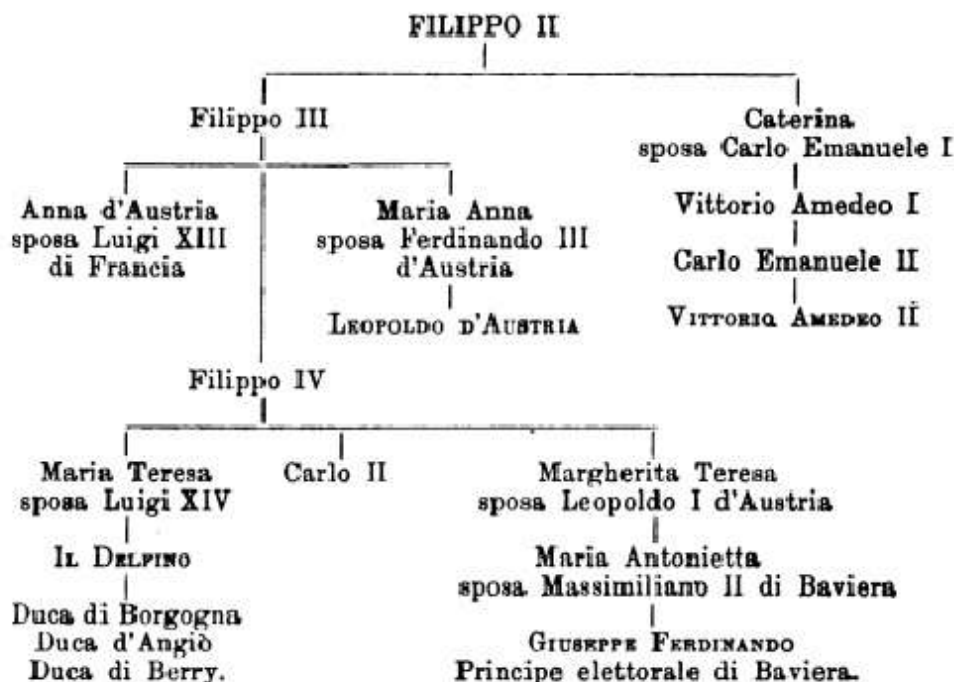 FILIPPO II
Filippo III
Caterina
sposa Carlo Emanuele I
Anna d'Austria
sposa Luigi XIII
di Francia
Maria Anna
sposa Ferdinando III
d'Austria
Leopoldo d'Austria
Vittorio Amedeo I
Carlo Emanuele II
Vittorio Amedeo II
Filippo IV
Maria Teresa
sposa Luigi XIV
Il Delfino
Duca di Borgogna
Duca d'Angiò
Duca di Berry.
Carlo II
Margherita Teresa
sposa Leopoldo I d'Austria
Maria Antonietta
sposa Massimiliano II di Baviera
Giuseppe Ferdinando
Principe elettorale di Baviera.